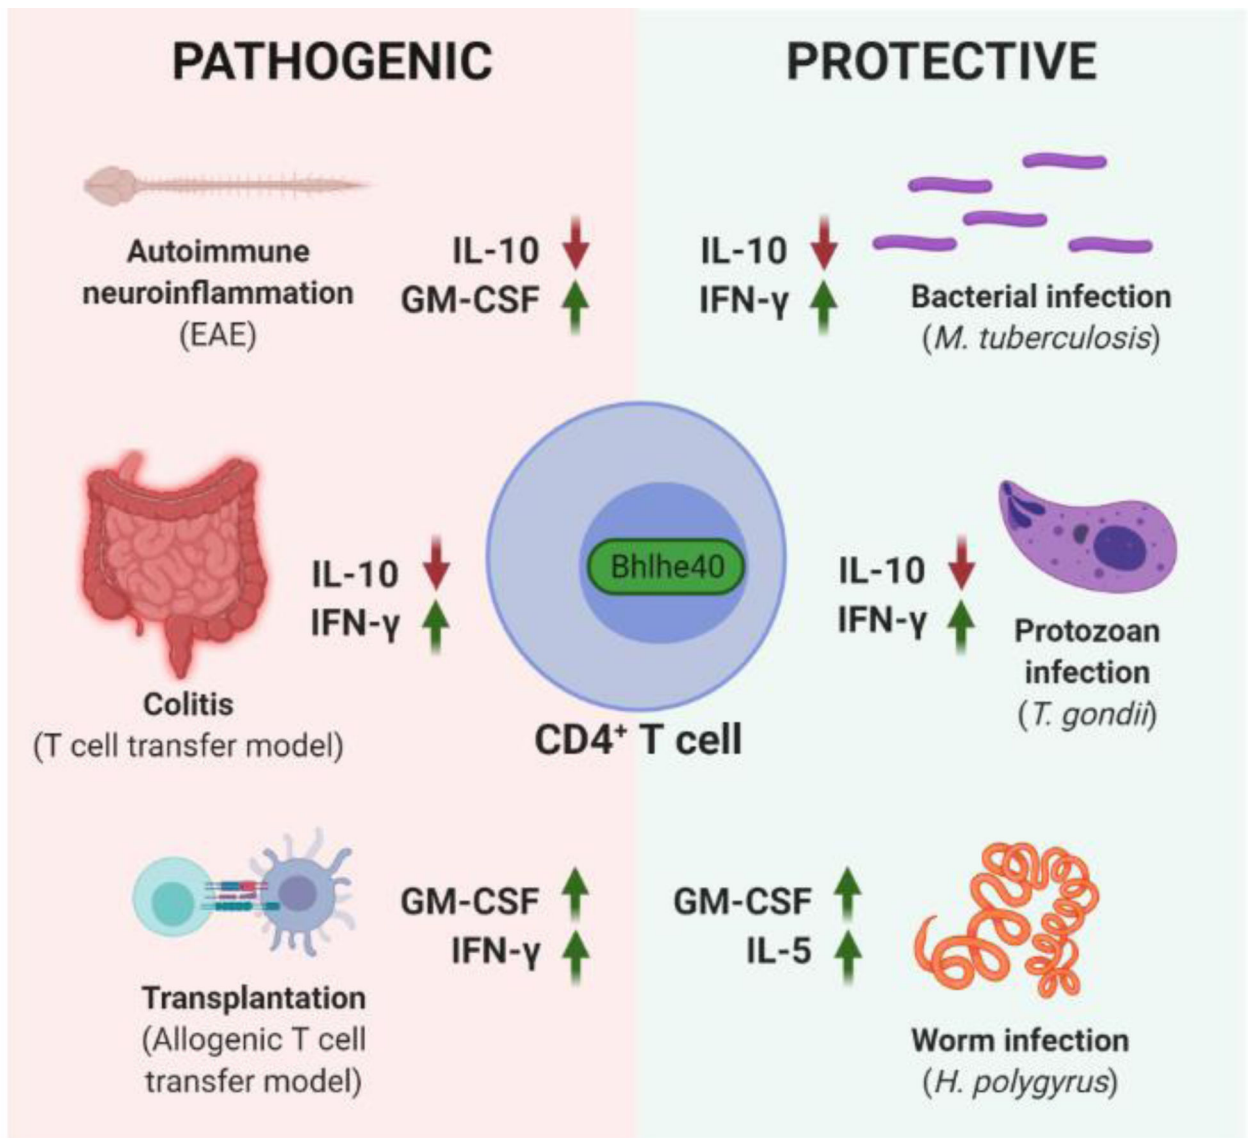 PATHOGENIC
PROTECTIVE
Autoimmune
neuroinflammation
(EAE)
IL-10
GM-CSF
IL-10
IFN-γ
Bacterial infection
(M. tuberculosis)
Colitis
(T cell transfer model)
IL-10
IFN-γ
Bhlhe40
CD4⁺ T cell
IL-10
IFN-γ
Protozoan
infection
(T. gondii)
Transplantation
(Allogenic T cell
transfer model)
GM-CSF
IFN-γ
GM-CSF
IL-5
Worm infection
(H. polygyrus)